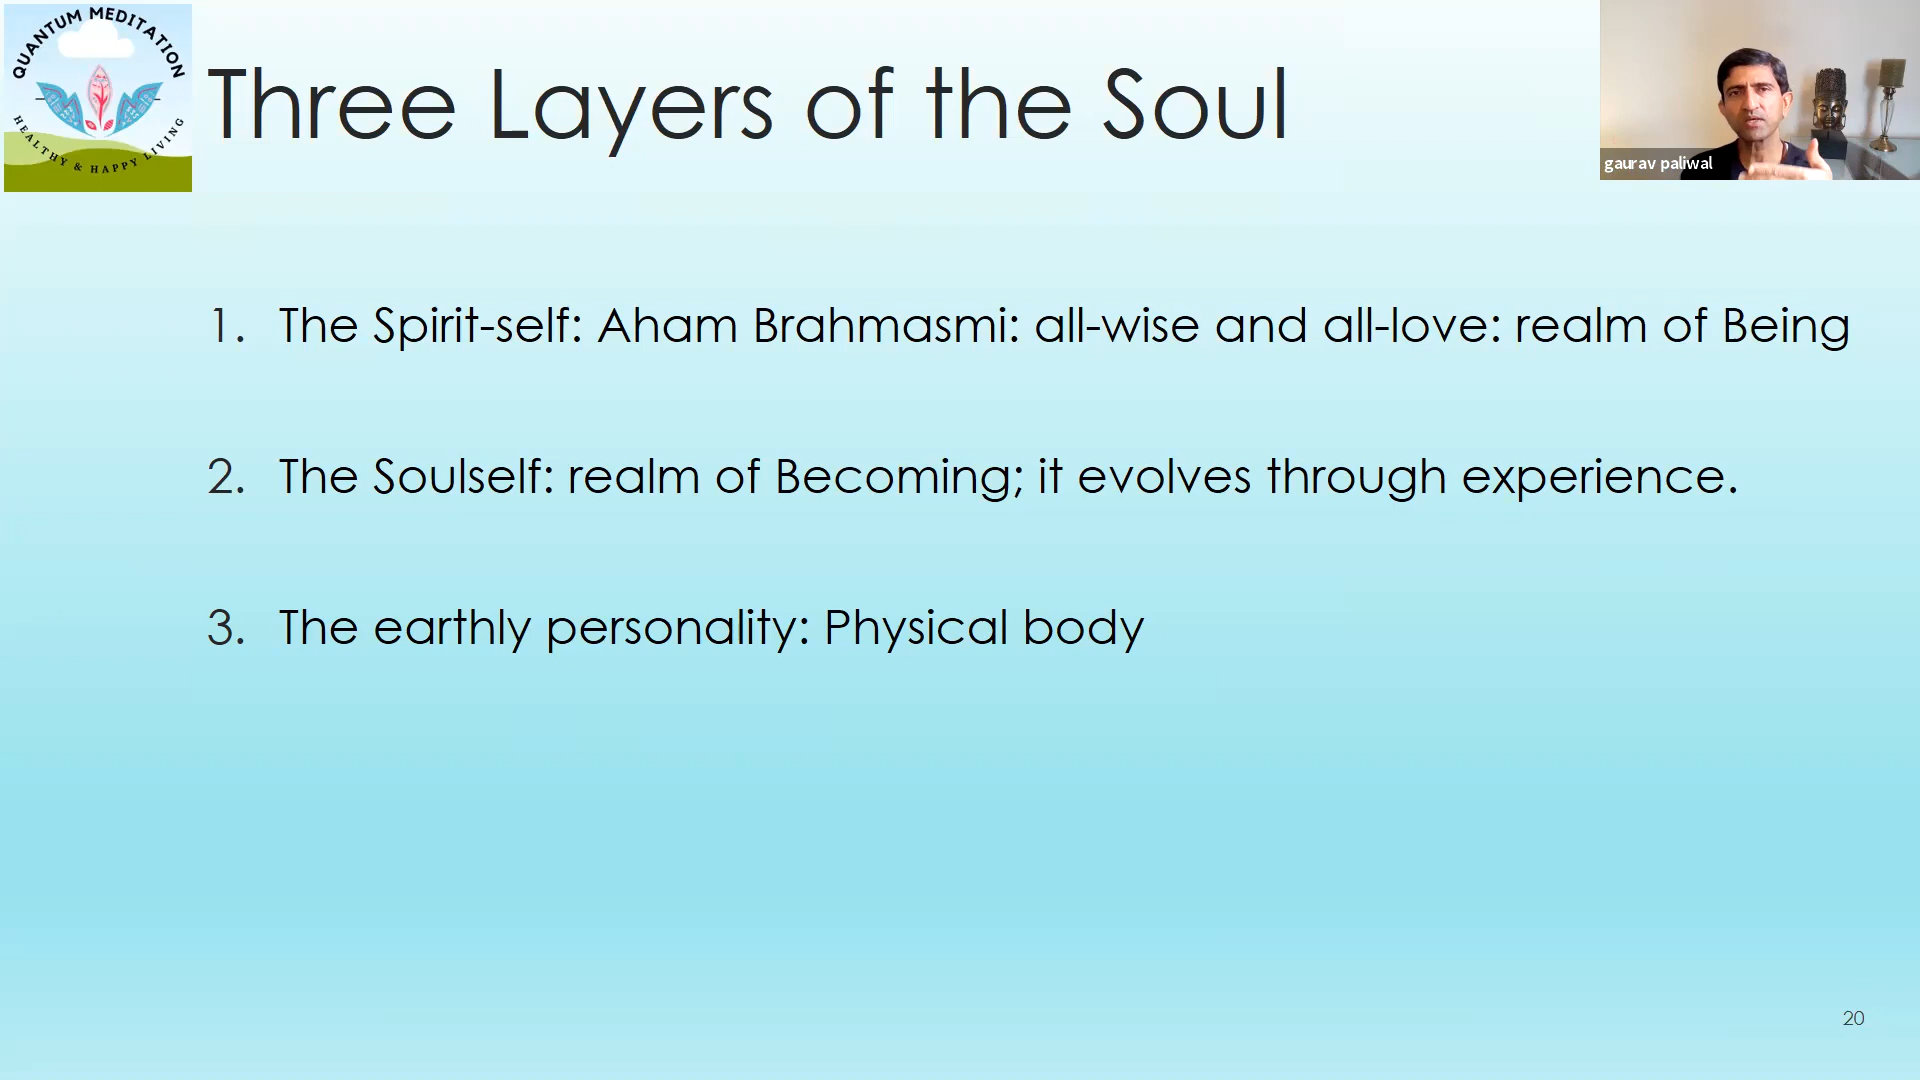 QUANTUM MEDITATION
HEALTHY & HAPPY LIVING
Three Layers of the Soul
gaurav paliwal
1. The Spirit-self: Aham Brahmasmi: all-wise and all-love: realm of Being
2. The Soulself: realm of Becoming; it evolves through experience.
3. The earthly personality: Physical body
20